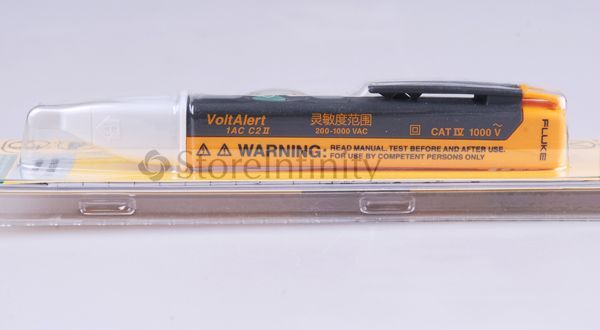 VoltAlert
1AC C2 II
灵敏度范围
200-1000 VAC
CAT IV 1000 V
FLUKE
WARNING:
READ MANUAL. TEST BEFORE AND AFTER USE.
FOR USE BY COMPETENT PERSONS ONLY
StoreInfinity